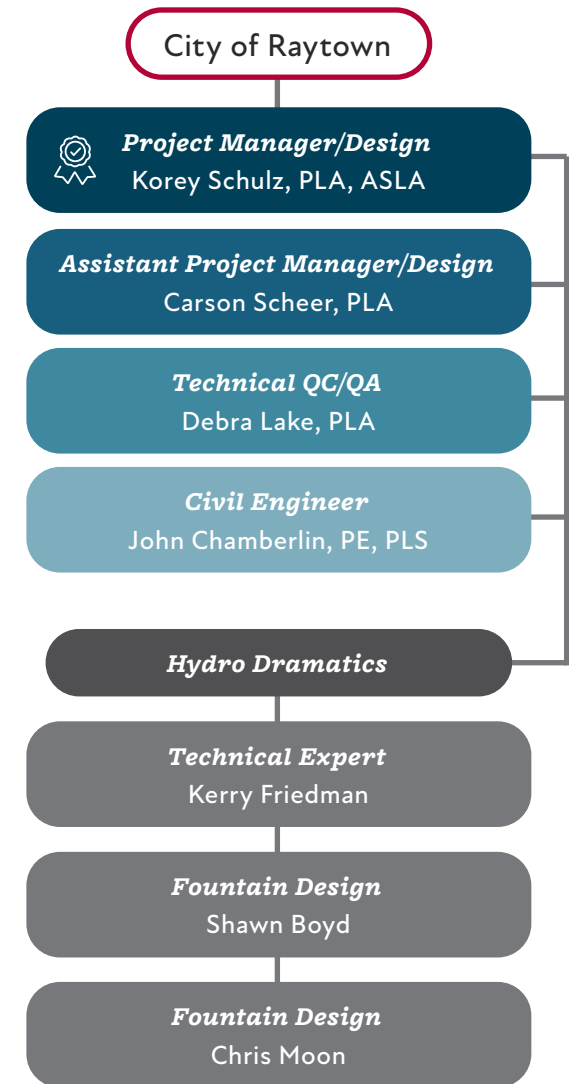 City of Raytown
Project Manager/Design
Korey Schulz, PLA, ASLA
Assistant Project Manager/Design
Carson Scheer, PLA
Technical QC/QA
Debra Lake, PLA
Civil Engineer
John Chamberlin, PE, PLS
Hydro Dramatics
Technical Expert
Kerry Friedman
Fountain Design
Shawn Boyd
Fountain Design
Chris Moon